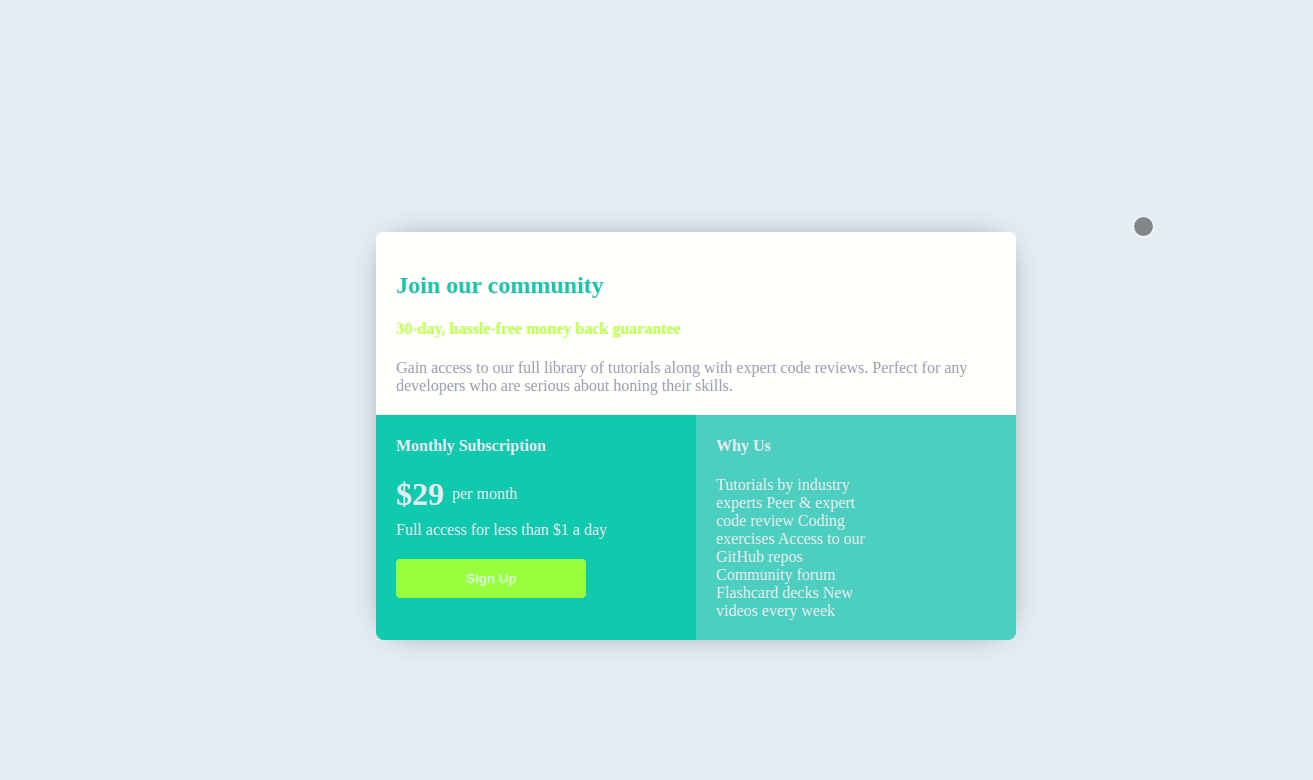 Join our community
30-day, hassle-free money back guarantee
Gain access to our full library of tutorials along with expert code reviews. Perfect for any
developers who are serious about honing their skills.
Monthly Subscription
$29 per month
Full access for less than $1 a day
Sign Up
Why Us
Tutorials by industry
experts Peer & expert
code review Coding
exercises Access to our
GitHub repos
Community forum
Flashcard decks New
videos every week